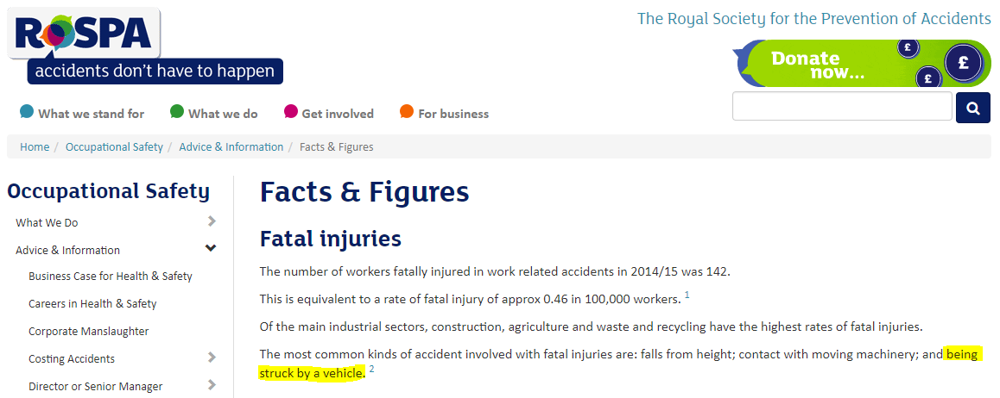 ROSPA
accidents don't have to happen
The Royal Society for the Prevention of Accidents
Donate
now...
£
£
£
What we stand for
What we do
Get involved
For business
Home / Occupational Safety / Advice & Information / Facts & Figures
Occupational Safety
What We Do
Advice & Information
Business Case for Health & Safety
Careers in Health & Safety
Corporate Manslaughter
Costing Accidents
Director or Senior Manager
Facts & Figures
Fatal injuries
The number of workers fatally injured in work related accidents in 2014/15 was 142.
This is equivalent to a rate of fatal injury of approx 0.46 in 100,000 workers. 1
Of the main industrial sectors, construction, agriculture and waste and recycling have the highest rates of fatal injuries.
The most common kinds of accident involved with fatal injuries are: falls from height; contact with moving machinery; and being
struck by a vehicle. 2